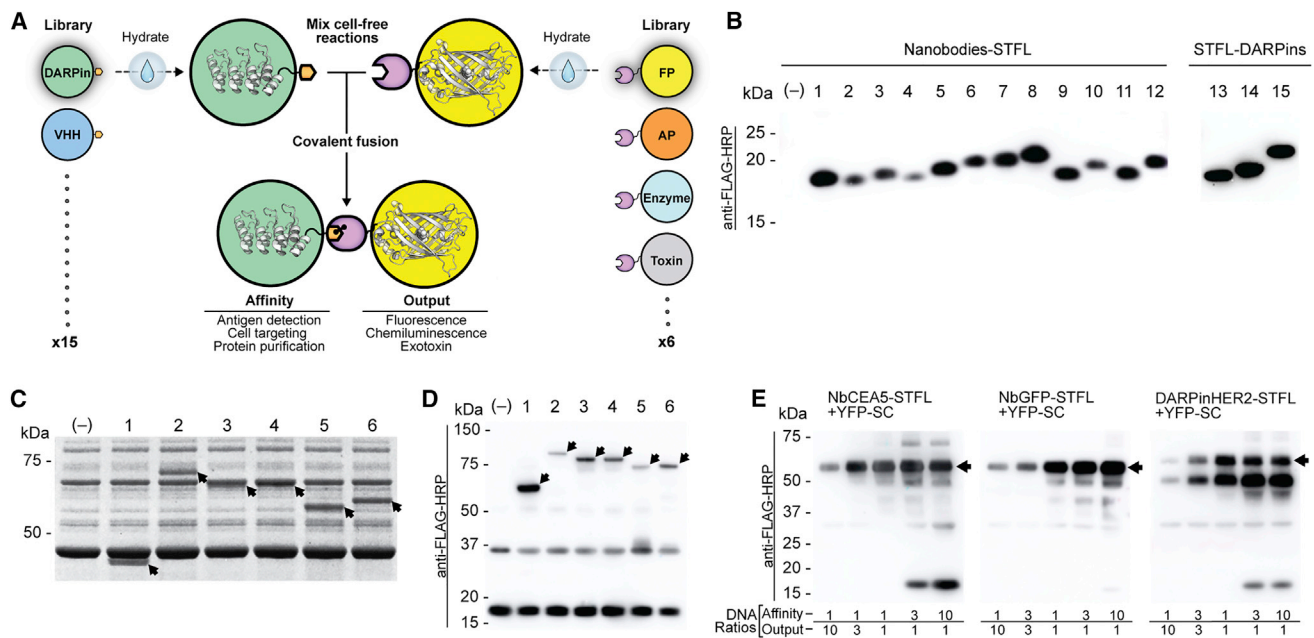 A
Library
DARPin
VHH
x15
Hydrate
Mix cell-free
reactions
Hydrate
Library
FP
AP
Enzyme
Toxin
x6
Covalent fusion
Affinity
Antigen detection
Cell targeting
Protein purification
Output
Fluorescence
Chemiluminescence
Exotoxin
B
Nanobodies-STFL
STFL-DARPins
kDa (–) 1 2 3 4 5 6 7 8 9 10 11 12 13 14 15
anti-FLAG-HRP
25 -
20 -
15 -
C
(–) 1 2 3 4 5 6
kDa
75 -
50 -
D
kDa (–) 1 2 3 4 5 6
anti-FLAG-HRP
150 -
75 -
50 -
37 -
20 -
15 -
E
NbCEA5-STFL
+YFP-SC
NbGFP-STFL
+YFP-SC
DARPinHER2-STFL
+YFP-SC
kDa
anti-FLAG-HRP
75 -
50 -
37 -
25 -
20 -
15 -
DNA Ratios
Affinity – 1 1 1 3 10 1 3 1 3 10 1 3 1 3 10
Output – 10 3 1 1 1 10 3 1 1 1 10 3 1 1 1